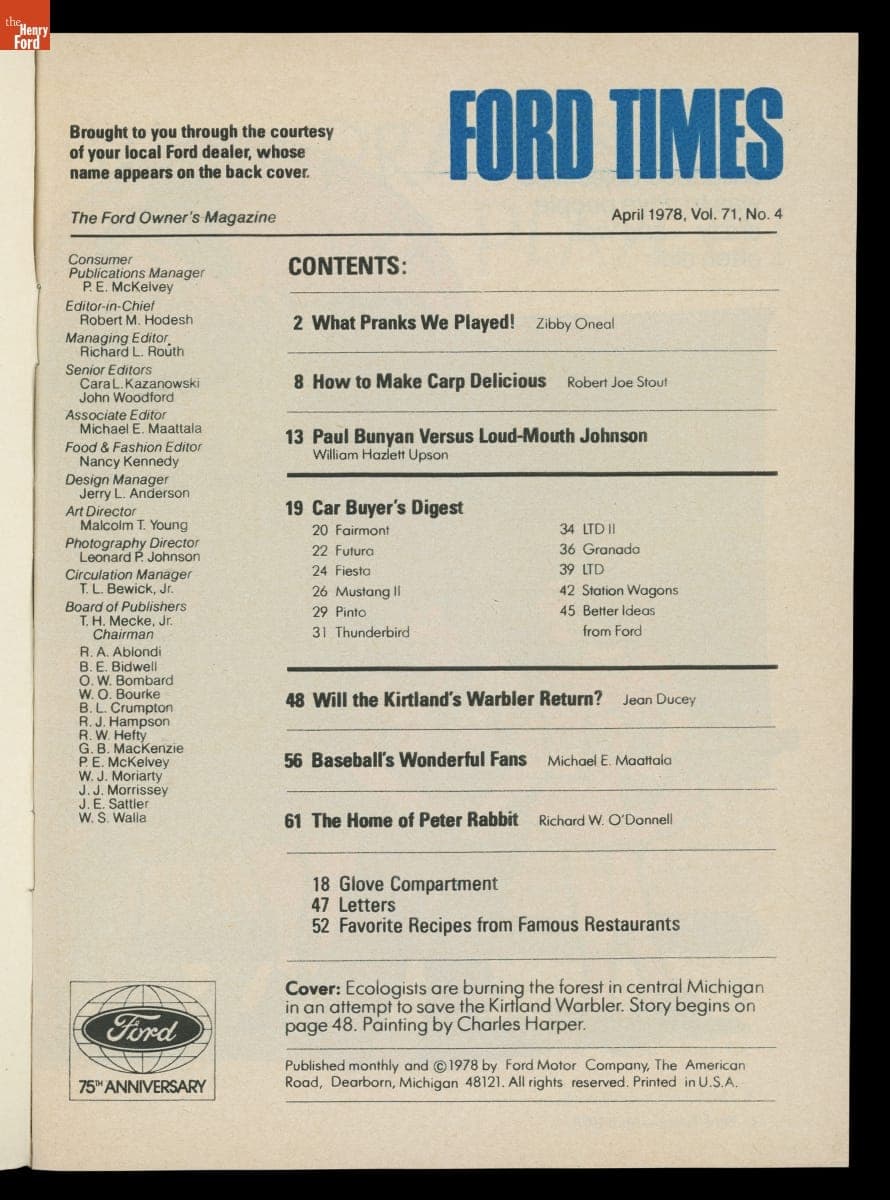 the
Henry
Ford
FORD TIMES
Brought to you through the courtesy
of your local Ford dealer, whose
name appears on the back cover.
The Ford Owner's Magazine
April 1978, Vol. 71, No. 4
Consumer
Publications Manager
P. E. McKelvey
Editor-in-Chief
Robert M. Hodesh
Managing Editor
Richard L. Routh
Senior Editors
Cara L. Kazanowski
John Woodford
Associate Editor
Michael E. Maattala
Food & Fashion Editor
Nancy Kennedy
Design Manager
Jerry L. Anderson
Art Director
Malcolm T. Young
Photography Director
Leonard P. Johnson
Circulation Manager
T. L. Bewick, Jr.
Board of Publishers
T. H. Mecke, Jr.
Chairman
R. A. Ablondi
B. E. Bidwell
O. W. Bombard
W. O. Bourke
B. L. Crumpton
R. J. Hampson
R. W. Hefty
G. B. MacKenzie
P. E. McKelvey
W. J. Moriarty
J. J. Morrissey
J. E. Sattler
W. S. Walla
CONTENTS:
2 What Pranks We Played! Zibby Oneal
8 How to Make Carp Delicious Robert Joe Stout
13 Paul Bunyan Versus Loud-Mouth Johnson
William Hazlett Upson
19 Car Buyer's Digest
20 Fairmont
22 Futura
24 Fiesta
26 Mustang II
29 Pinto
31 Thunderbird
34 LTD II
36 Granada
39 LTD
42 Station Wagons
45 Better Ideas
from Ford
48 Will the Kirtland's Warbler Return? Jean Ducey
56 Baseball's Wonderful Fans Michael E. Maattala
61 The Home of Peter Rabbit Richard W. O'Donnell
18 Glove Compartment
47 Letters
52 Favorite Recipes from Famous Restaurants
Cover: Ecologists are burning the forest in central Michigan
in an attempt to save the Kirtland Warbler. Story begins on
page 48. Painting by Charles Harper.
Published monthly and ©1978 by Ford Motor Company, The American
Road, Dearborn, Michigan 48121. All rights reserved. Printed in U.S.A.
Ford
75TH ANNIVERSARY